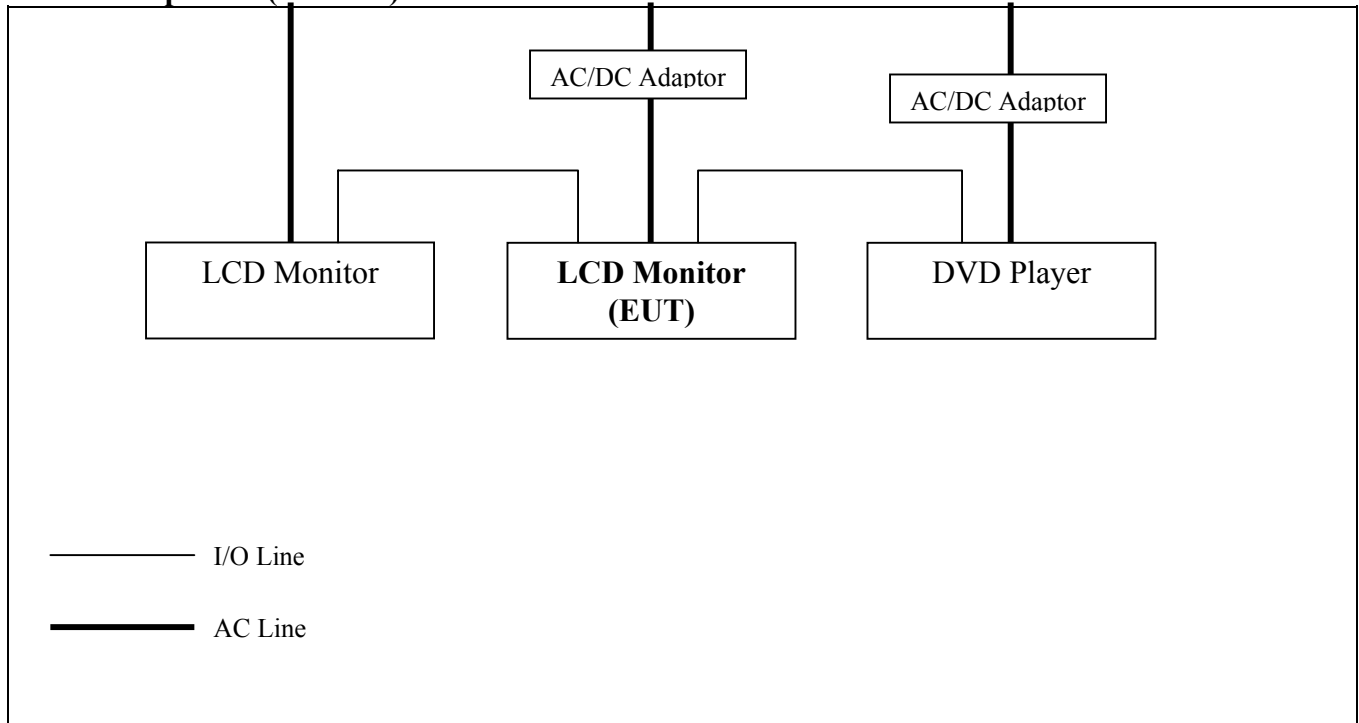 AC/DC Adaptor
AC/DC Adaptor
LCD Monitor
LCD Monitor
(EUT)
DVD Player
I/O Line
AC Line